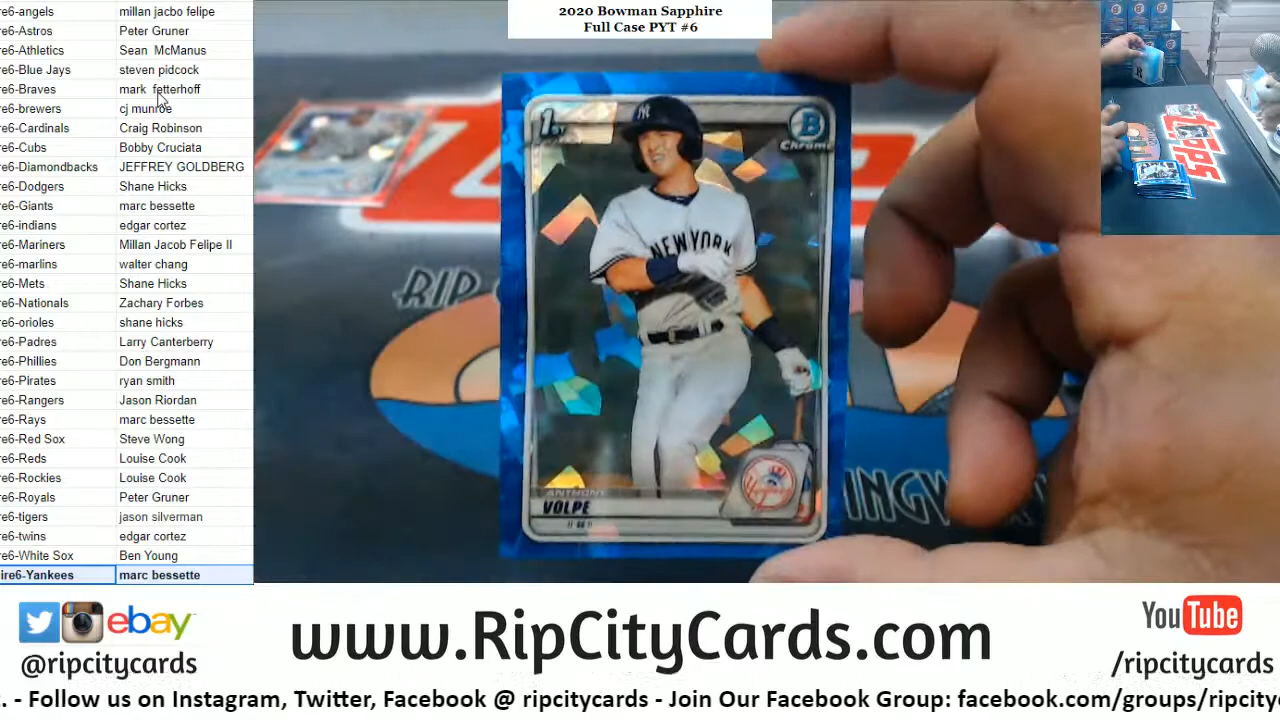 2020 Bowman Sapphire
Full Case PYT #6
re6-angels millan jacbo felipe
re6-Astros Peter Gruner
re6-Athletics Sean McManus
re6-Blue Jays steven pidcock
re6-Braves mark fetterhoff
re6-brewers cj munroe
re6-Cardinals Craig Robinson
re6-Cubs Bobby Cruciata
re6-Diamondbacks JEFFREY GOLDBERG
re6-Dodgers Shane Hicks
re6-Giants marc bessette
re6-indians edgar cortez
re6-Mariners Millan Jacob Felipe II
re6-marlins walter chang
re6-Mets Shane Hicks
re6-Nationals Zachary Forbes
re6-orioles shane hicks
re6-Padres Larry Canterberry
re6-Phillies Don Bergmann
re6-Pirates ryan smith
re6-Rangers Jason Riordan
re6-Rays marc bessette
re6-Red Sox Steve Wong
re6-Reds Louise Cook
re6-Rockies Louise Cook
re6-Royals Peter Gruner
re6-tigers jason silverman
re6-twins edgar cortez
re6-White Sox Ben Young
ire6-Yankees marc bessette
1ST
B
Chrome
NY
NEW YORK
ANTHONY
VOLPE
Yankees
RIP
INGW
topps
ebay
@ripcitycards
www.RipCityCards.com
YouTube
/ripcitycards
. - Follow us on Instagram, Twitter, Facebook @ ripcitycards - Join Our Facebook Group: facebook.com/groups/ripcity